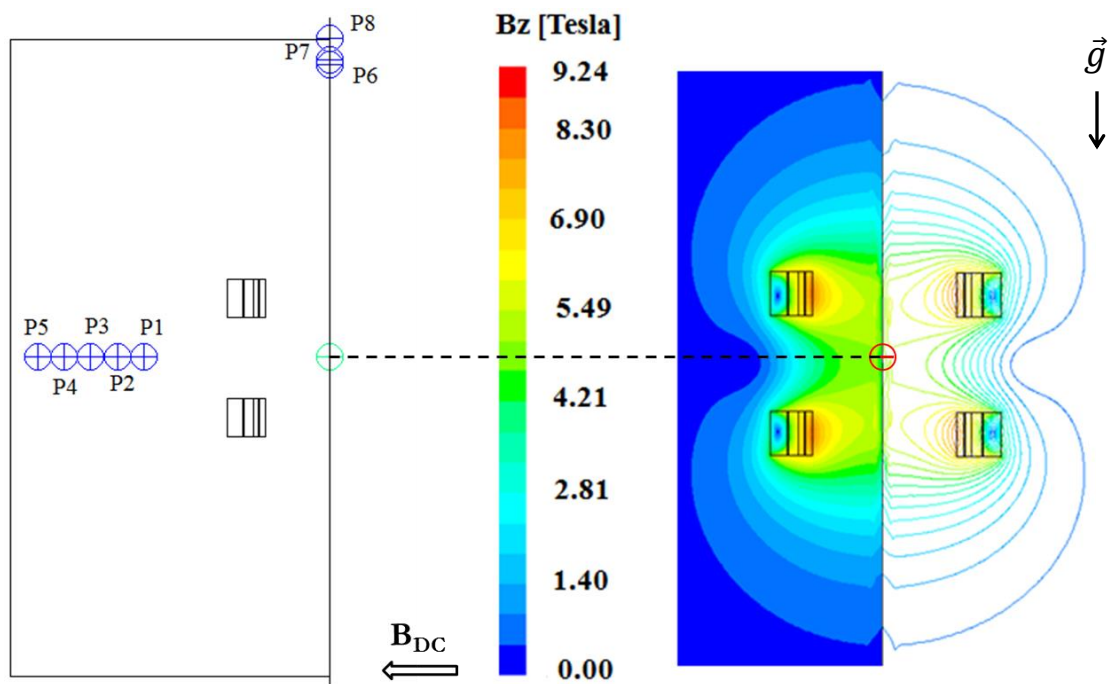 P8
P7
P6
P5
P3
P1
P4
P2
B_DC
Bz [Tesla]
9.24
8.30
6.90
5.49
4.21
2.81
1.40
0.00
g⃗